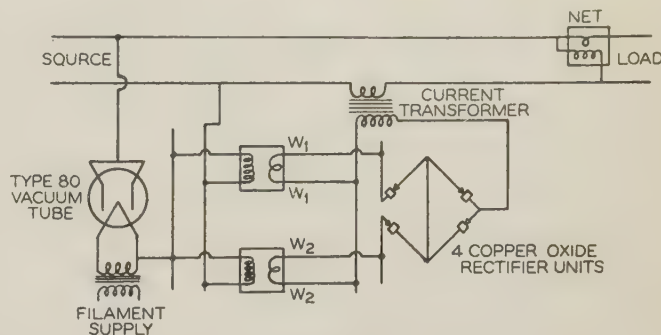 NET
SOURCE
LOAD
CURRENT
TRANSFORMER
W1
TYPE 80
VACUUM
TUBE
W1
W2
4 COPPER OXIDE
RECTIFIER UNITS
W2
FILAMENT
SUPPLY